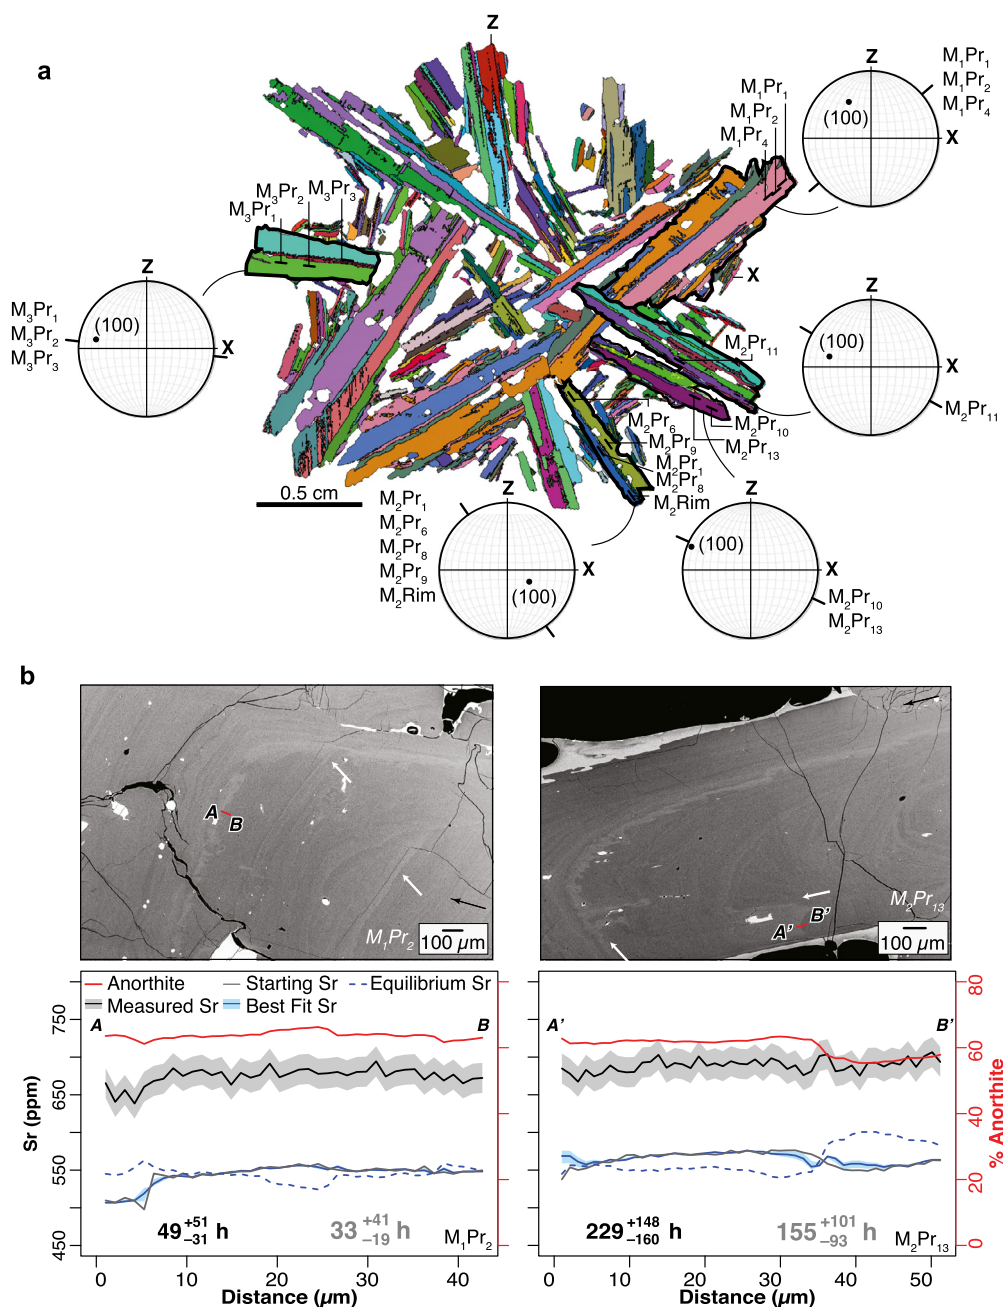 a
Z
M1Pr1
M1Pr2
M1Pr4
Z
(100)
X
M1Pr1
M1Pr2
M1Pr4
M3Pr1
M3Pr2
M3Pr3
X
Z
M3Pr1
M3Pr2
M3Pr3
(100)
X
Z
(100)
X
M2Pr11
M2Pr11
M2Pr6
M2Pr9
M2Pr1
M2Pr8
M2Rim
M2Pr10
M2Pr13
0.5 cm
M2Pr1
M2Pr6
M2Pr8
M2Pr9
M2Rim
Z
X
(100)
Z
(100)
X
M2Pr10
M2Pr13
b
A
B
M1Pr2
100 µm
A'
B'
M2Pr13
100 µm
Anorthite
Starting Sr
Equilibrium Sr
Measured Sr
Best Fit Sr
A
B
Sr (ppm)
750
650
550
450
49 +51 –31 h
33 +41 –19 h
M1Pr2
0 10 20 30 40
Distance (µm)
A'
B'
229 +148 –160 h
155 +101 –93 h
M2Pr13
0 10 20 30 40 50
Distance (µm)
80
60
40
20
0
% Anorthite